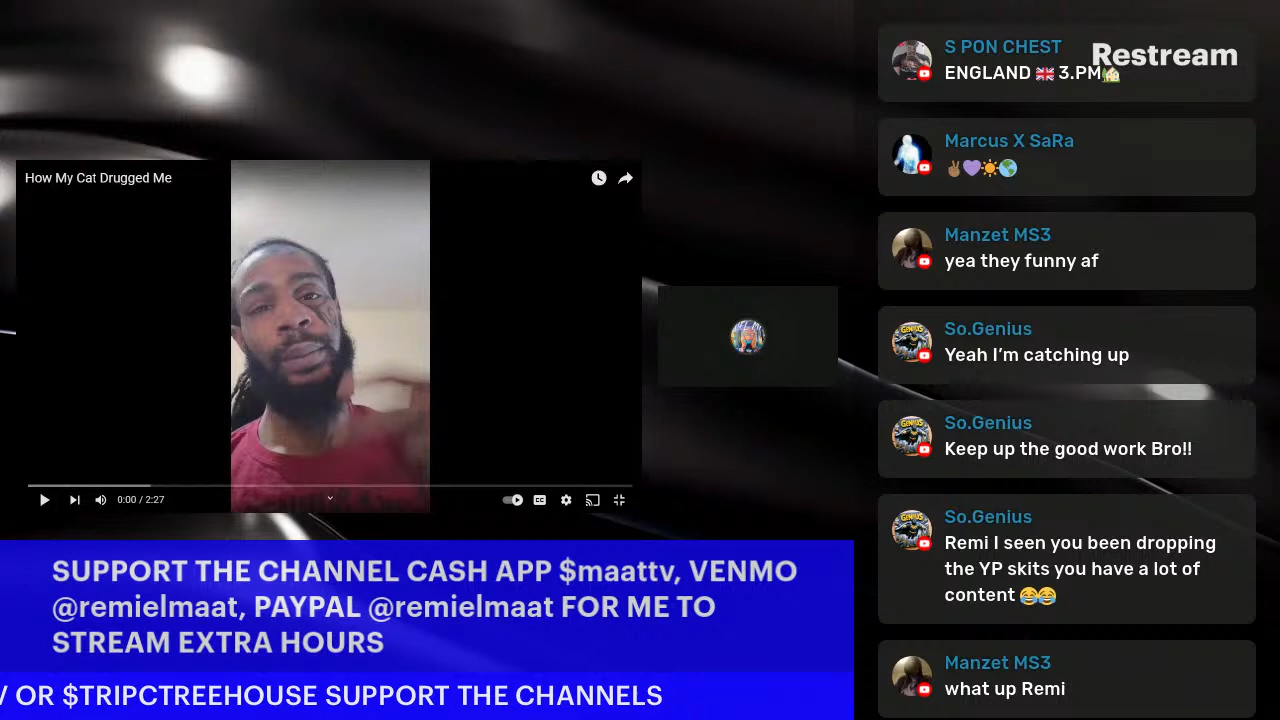 How My Cat Drugged Me
0:00 / 2:27
CC
SUPPORT THE CHANNEL CASH APP $maattv, VENMO
@remielmaat, PAYPAL @remielmaat FOR ME TO
STREAM EXTRA HOURS
OR $TRIPCTREEHOUSE SUPPORT THE CHANNELS
Restream
S PON CHEST
ENGLAND 🇬🇧 3.PM🏡
Marcus X SaRa
✌🏾💜☀️🌎
Manzet MS3
yea they funny af
So.Genius
Yeah I’m catching up
So.Genius
Keep up the good work Bro!!
So.Genius
Remi I seen you been dropping
the YP skits you have a lot of
content 😂😂
Manzet MS3
what up Remi